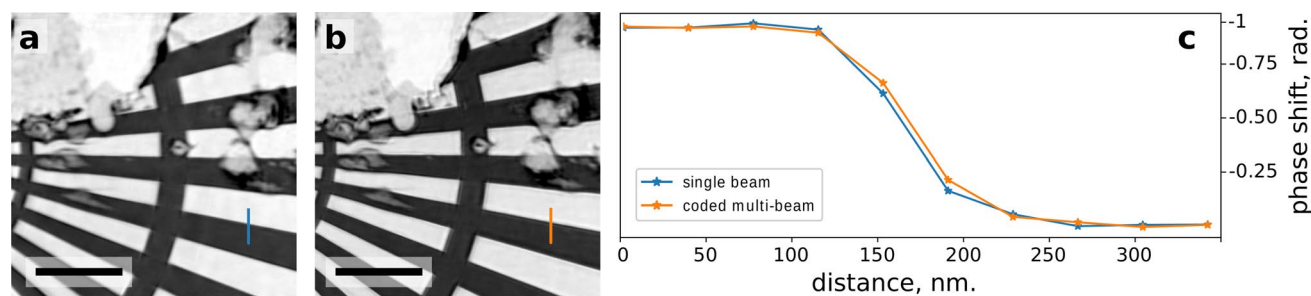 a
b
c
single beam
coded multi-beam
-1
-0.75
-0.50
-0.25
phase shift, rad.
0 50 100 150 200 250 300
distance, nm.